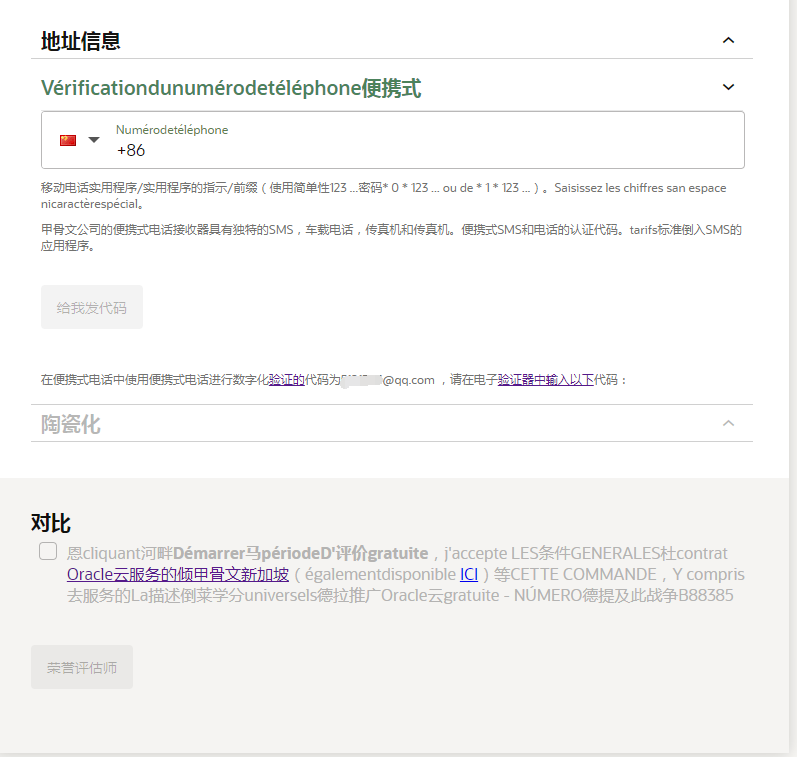 地址信息
Vérificationdunumérodetéléphone便携式
Numérodetéléphone
+86
移动电话实用程序/实用程序的指示/前缀（使用简单性123 ...密码* 0 * 123 ... ou de * 1 * 123 ...）。Saisissez les chiffres san espace
nicaractèrespécial。
甲骨文公司的便携式电话接收器具有独特的SMS，车载电话，传真机和传真机。便携式SMS和电话的认证代码。tarifs标准倒入SMS的
应用程序。
给我发代码
在便携式电话中使用便携式电话进行数字化验证的代码为@qq.com ，请在电子验证器中输入以下代码：
陶瓷化
对比
恩cliquant河畔Démarrer马périodeD'评价gratuite，j'accepte LES条件GENERALES杜contrat
Oracle云服务的倾甲骨文新加坡（égalementdisponible ICI）等CETTE COMMANDE，Y compris
去服务的La描述倒莱学分universels德拉推广Oracle云gratuite - NÚMERO德提及此战争B88385
荣誉评估师